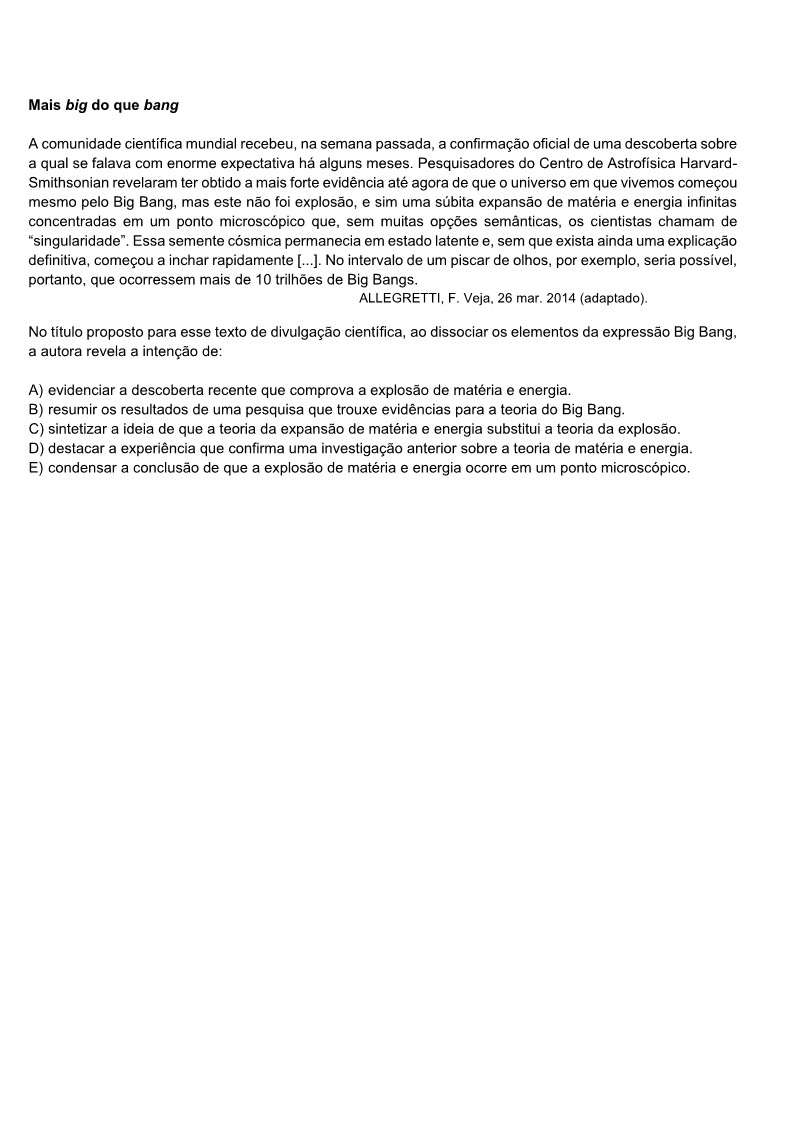 Mais big do que bang
A comunidade científica mundial recebeu, na semana passada, a confirmação oficial de uma descoberta sobre
a qual se falava com enorme expectativa há alguns meses. Pesquisadores do Centro de Astrofísica Harvard-
Smithsonian revelaram ter obtido a mais forte evidência até agora de que o universo em que vivemos começou
mesmo pelo Big Bang, mas este não foi explosão, e sim uma súbita expansão de matéria e energia infinitas
concentradas em um ponto microscópico que, sem muitas opções semânticas, os cientistas chamam de
“singularidade”. Essa semente cósmica permanecia em estado latente e, sem que exista ainda uma explicação
definitiva, começou a inchar rapidamente [...]. No intervalo de um piscar de olhos, por exemplo, seria possível,
portanto, que ocorressem mais de 10 trilhões de Big Bangs.
ALLEGRETTI, F. Veja, 26 mar. 2014 (adaptado).
No título proposto para esse texto de divulgação científica, ao dissociar os elementos da expressão Big Bang,
a autora revela a intenção de:
A) evidenciar a descoberta recente que comprova a explosão de matéria e energia.
B) resumir os resultados de uma pesquisa que trouxe evidências para a teoria do Big Bang.
C) sintetizar a ideia de que a teoria da expansão de matéria e energia substitui a teoria da explosão.
D) destacar a experiência que confirma uma investigação anterior sobre a teoria de matéria e energia.
E) condensar a conclusão de que a explosão de matéria e energia ocorre em um ponto microscópico.